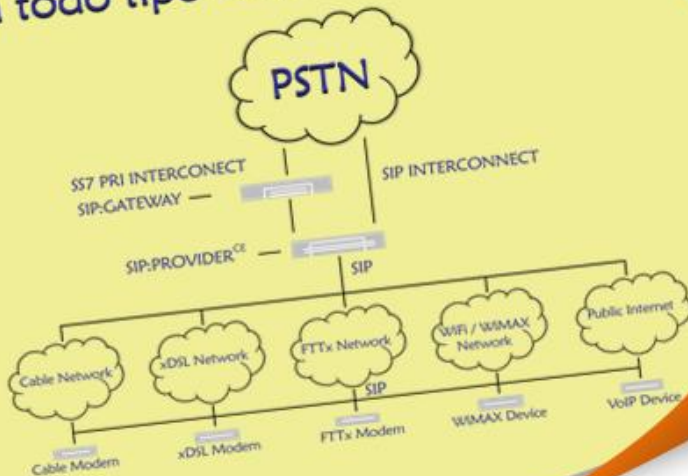 todo tipo
PSTN
SS7 PRI INTERCONECT
SIP:GATEWAY
SIP INTERCONNECT
SIP:PROVIDERᶜᴱ
SIP
Cable Network
xDSL Network
FTTx Network
WiFi / WiMAX
Network
Public Internet
SIP
Cable Modem
xDSL Modem
FTTx Modem
WiMAX Device
VoIP Device